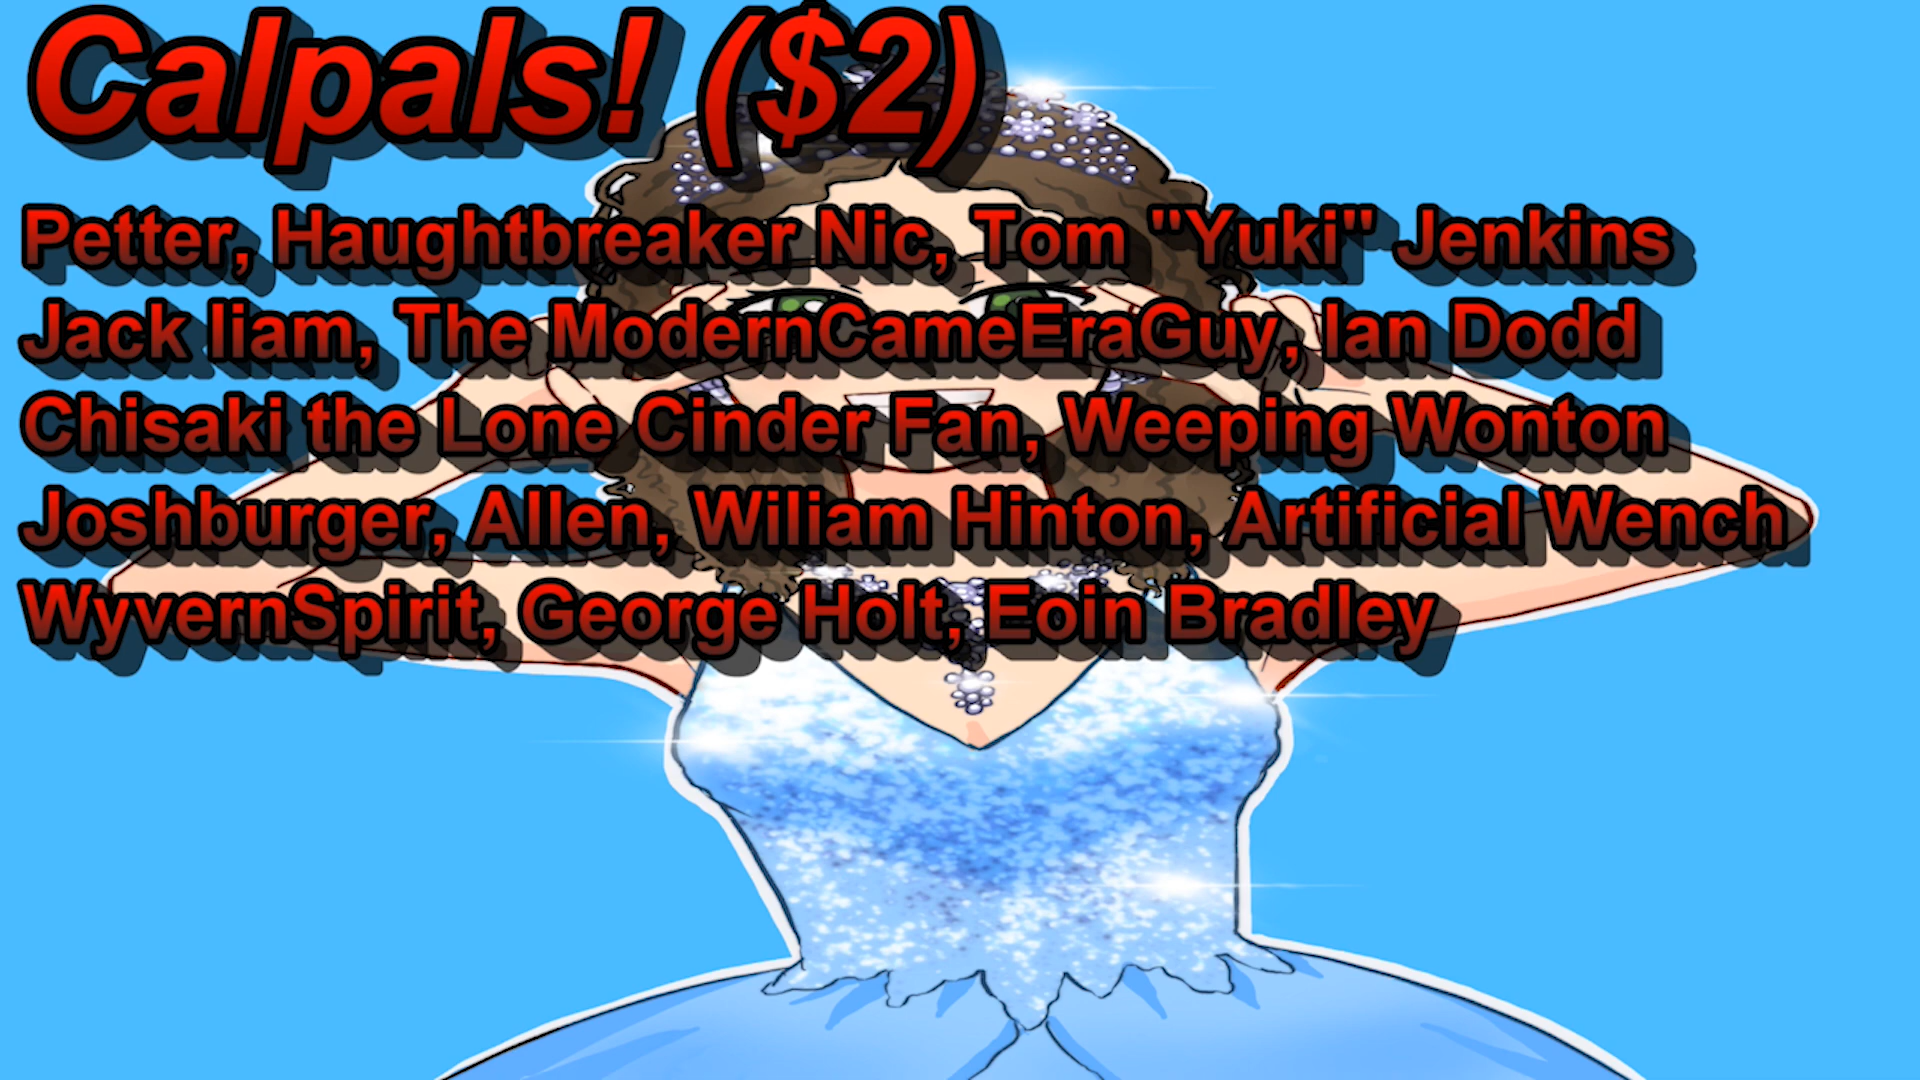 Calpals! ($2)
Petter, Haughtbreaker Nic, Tom "Yuki" Jenkins
Jack liam, The ModernCameEraGuy, Ian Dodd
Chisaki the Lone Cinder Fan, Weeping Wonton
Joshburger, Allen, Wiliam Hinton, Artificial Wench
WyvernSpirit, George Holt, Eoin Bradley